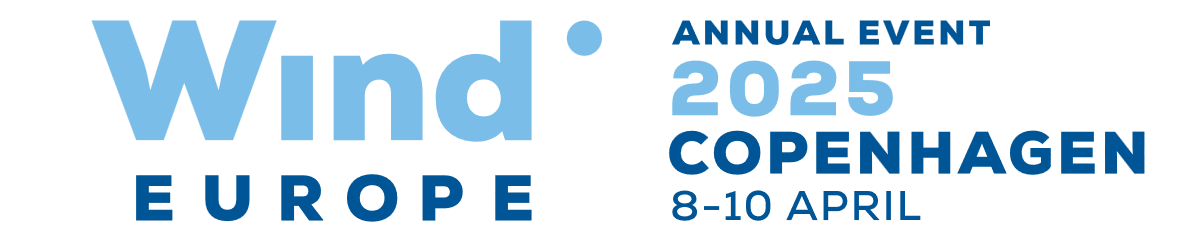 Wind
EUROPE
ANNUAL EVENT
2025
COPENHAGEN
8-10 APRIL